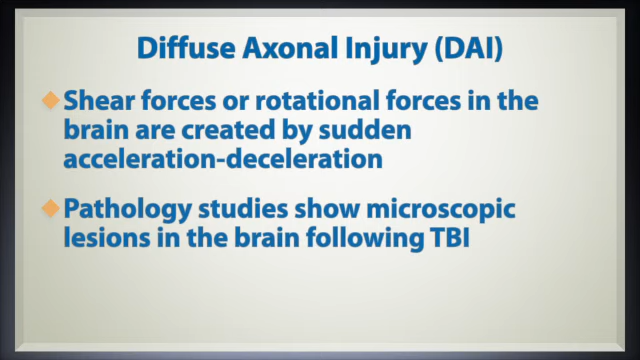 Diffuse Axonal Injury (DAI)
Shear forces or rotational forces in the
brain are created by sudden
acceleration-deceleration
Pathology studies show microscopic
lesions in the brain following TBI